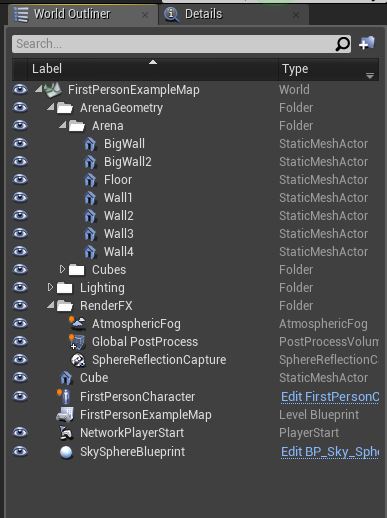 World Outliner Details
Search...
Label Type
FirstPersonExampleMap World
ArenaGeometry Folder
Arena Folder
BigWall StaticMeshActor
BigWall2 StaticMeshActor
Floor StaticMeshActor
Wall1 StaticMeshActor
Wall2 StaticMeshActor
Wall3 StaticMeshActor
Wall4 StaticMeshActor
Cubes Folder
Lighting Folder
RenderFX Folder
AtmosphericFog AtmosphericFog
Global PostProcess PostProcessVolum
SphereReflectionCapture SphereReflectionCa
Cube StaticMeshActor
FirstPersonCharacter Edit FirstPersonC
FirstPersonExampleMap Level Blueprint
NetworkPlayerStart PlayerStart
SkySphereBlueprint Edit BP_Sky_Sphe